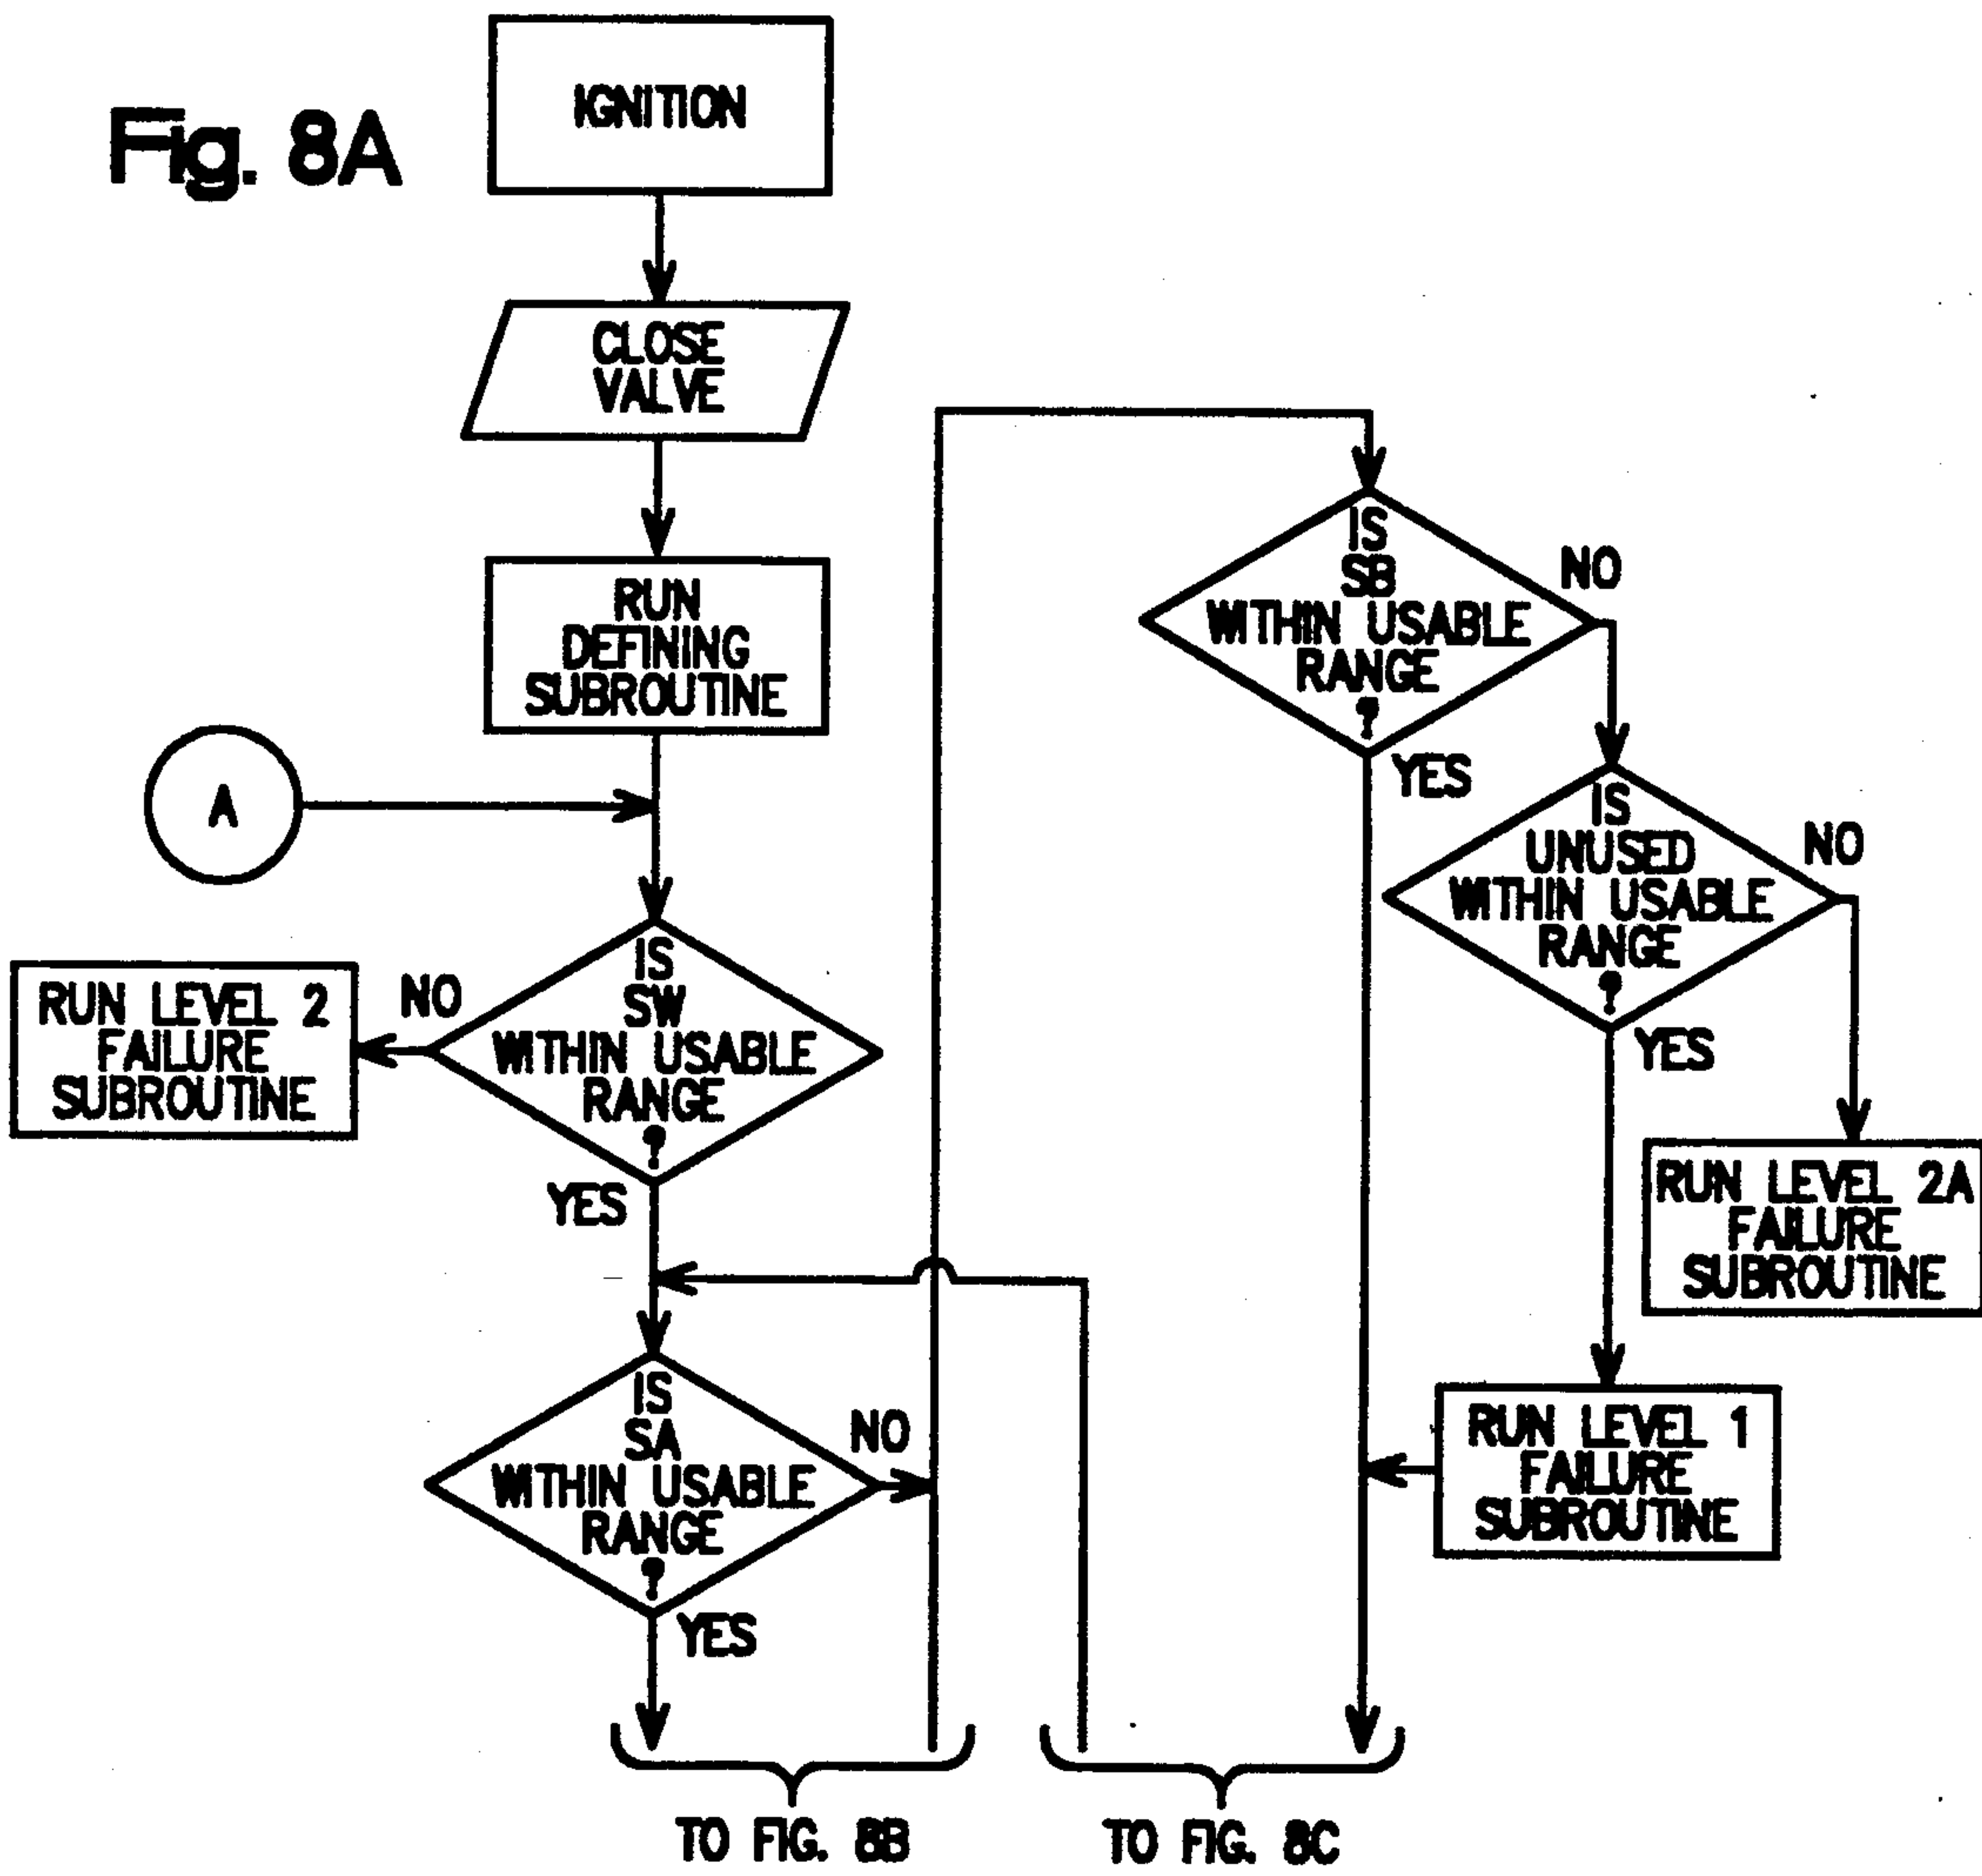 Fig. 8A
IGNITION
CLOSE
VALVE
RUN
DEFINING
SUBROUTINE
A
IS
SW
WITHIN USABLE
RANGE
?
NO
RUN LEVEL 2
FAILURE
SUBROUTINE
YES
IS
SA
WITHIN USABLE
RANGE
?
NO
YES
IS
SB
WITHIN USABLE
RANGE
?
NO
YES
IS
UNUSED
WITHIN USABLE
RANGE
?
NO
YES
RUN LEVEL 2A
FAILURE
SUBROUTINE
RUN LEVEL 1
FAILURE
SUBROUTINE
TO FIG. 8B
TO FIG. 8C